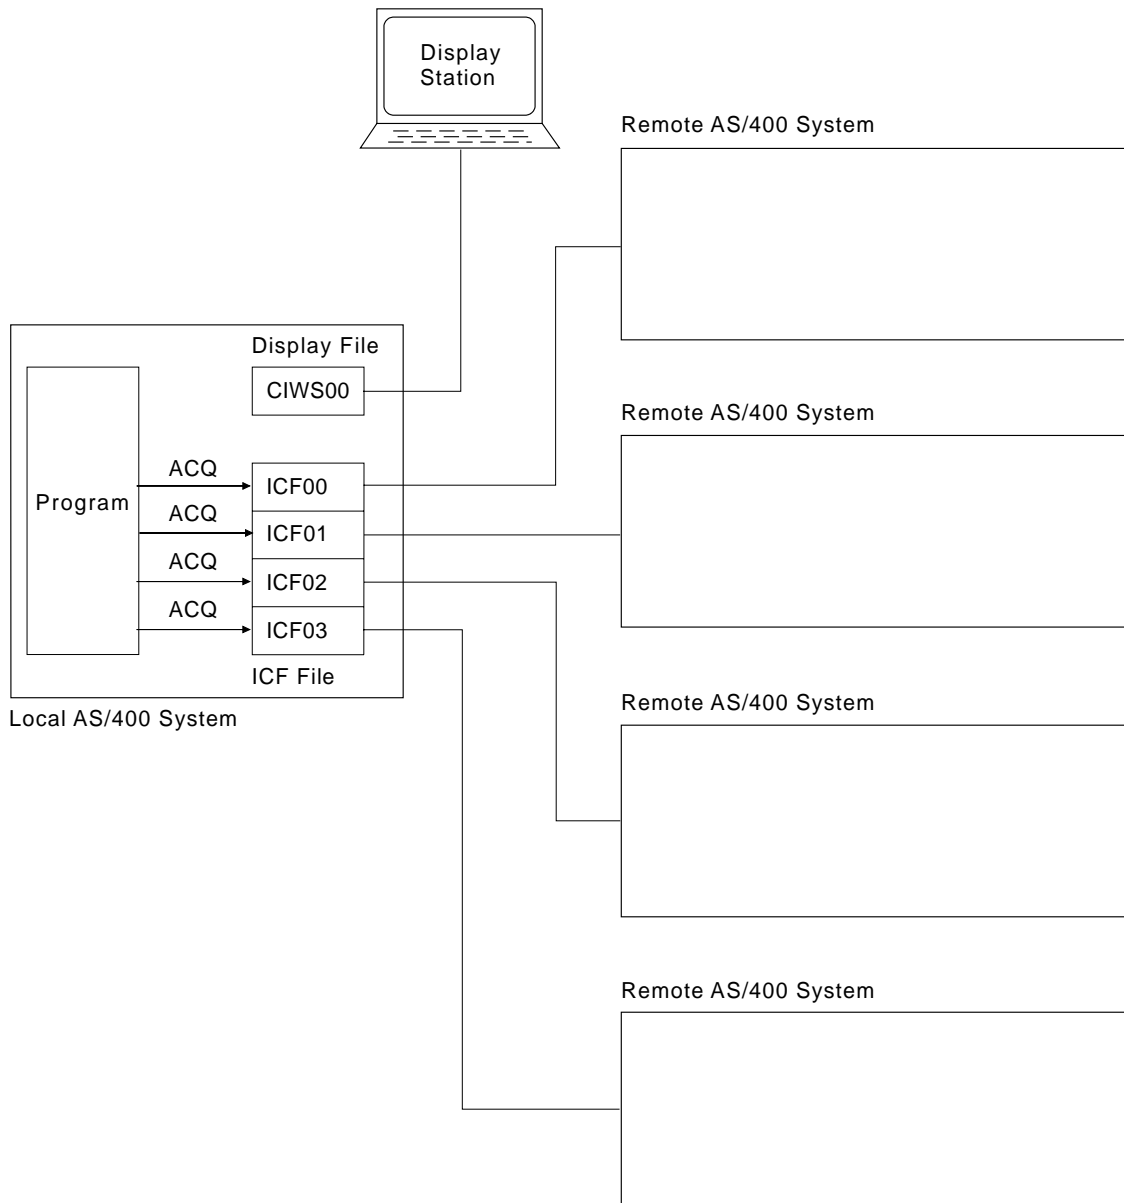 Display
Station
Remote AS/400 System
Display File
CIWS00
Remote AS/400 System
Program
ACQ
ICF00
ACQ
ICF01
ACQ
ICF02
ACQ
ICF03
ICF File
Local AS/400 System
Remote AS/400 System
Remote AS/400 System